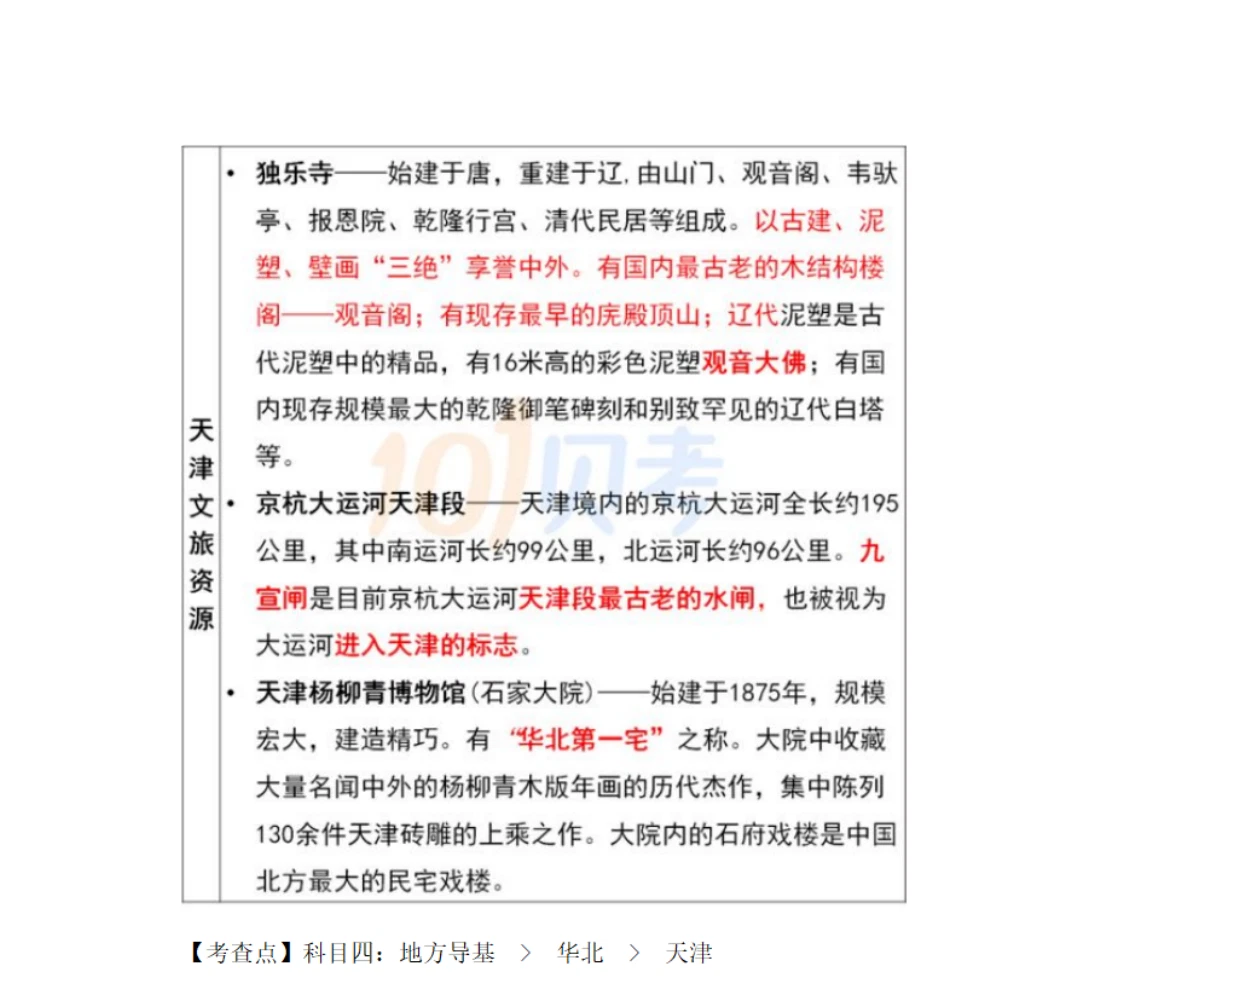 • 独乐寺——始建于唐，重建于辽,由山门、观音阁、韦驮
亭、报恩院、乾隆行宫、清代民居等组成。以古建、泥
塑、壁画“三绝”享誉中外。有国内最古老的木结构楼
阁——观音阁；有现存最早的庑殿顶山；辽代泥塑是古
代泥塑中的精品，有16米高的彩色泥塑观音大佛；有国
内现存规模最大的乾隆御笔碑刻和别致罕见的辽代白塔
等。
天津文旅资源
101贝考
• 京杭大运河天津段——天津境内的京杭大运河全长约195
公里，其中南运河长约99公里，北运河长约96公里。九
宣闸是目前京杭大运河天津段最古老的水闸，也被视为
大运河进入天津的标志。
• 天津杨柳青博物馆(石家大院)——始建于1875年，规模
宏大，建造精巧。有“华北第一宅”之称。大院中收藏
大量名闻中外的杨柳青木版年画的历代杰作，集中陈列
130余件天津砖雕的上乘之作。大院内的石府戏楼是中国
北方最大的民宅戏楼。
【考查点】科目四：地方导基 > 华北 > 天津